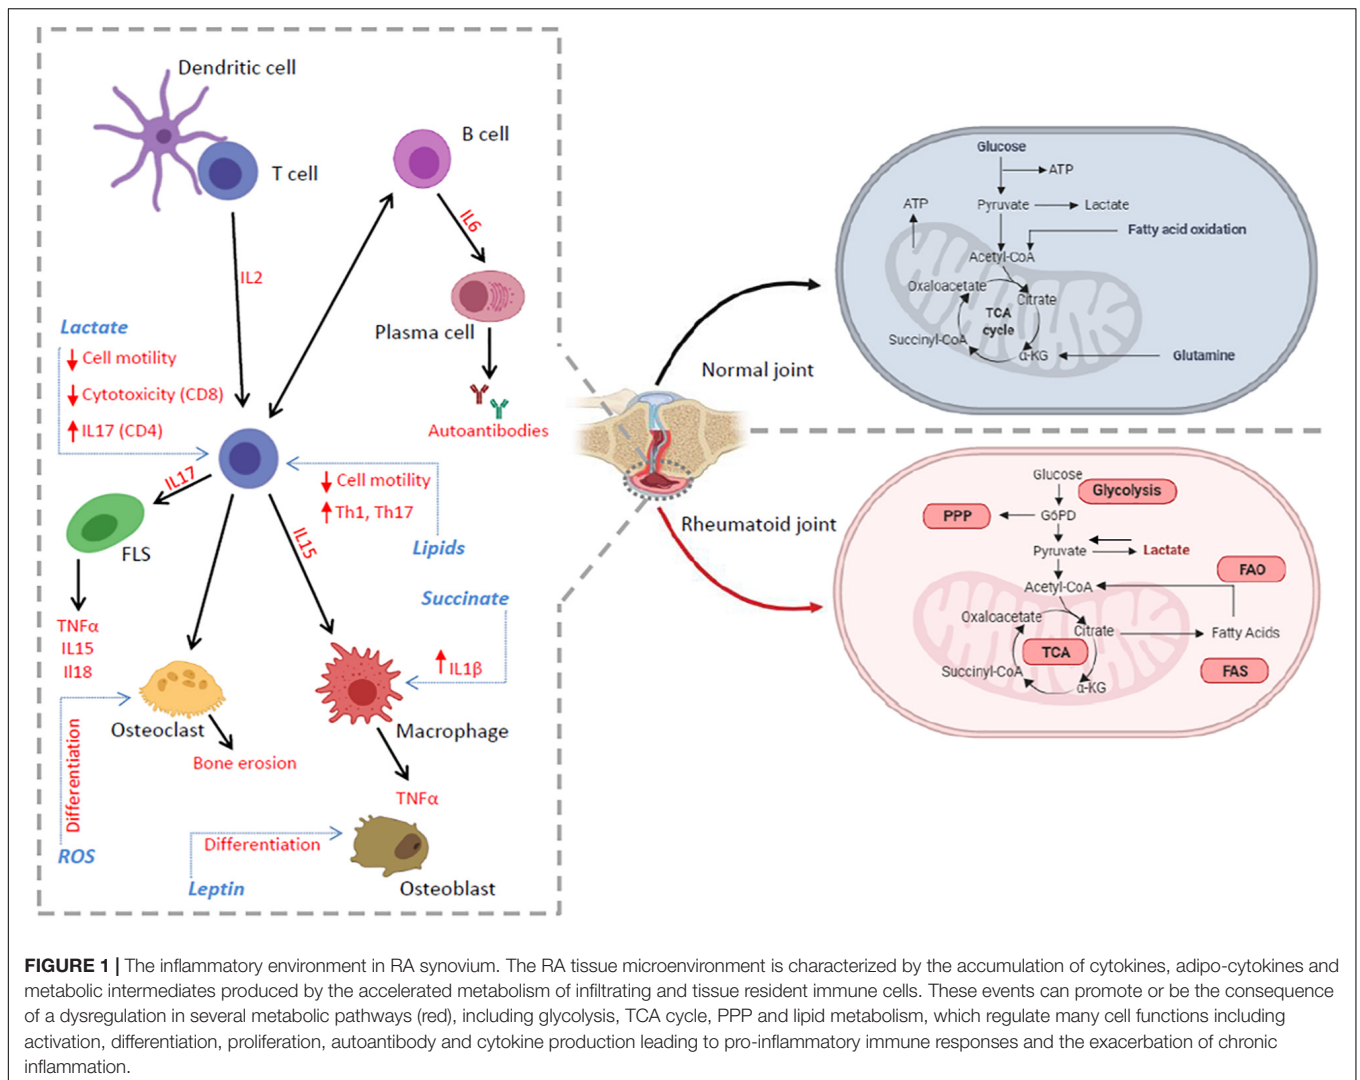 Dendritic cell
T cell
B cell
IL6
IL2
Plasma cell
Autoantibodies
Lactate
Cell motility
Cytotoxicity (CD8)
IL17 (CD4)
IL17
FLS
TNFα
IL15
Il18
IL15
Cell motility
Th1, Th17
Lipids
Succinate
IL1β
Osteoclast
Bone erosion
Macrophage
TNFα
Differentiation
ROS
Differentiation
Leptin
Osteoblast
Normal joint
Rheumatoid joint
Glucose
ATP
ATP
Pyruvate
Lactate
Fatty acid oxidation
Acetyl-CoA
Oxaloacetate
Citrate
TCA
cycle
Succinyl-CoA
α-KG
Glutamine
Glucose
Glycolysis
PPP
G6PD
Pyruvate
Lactate
FAO
Acetyl-CoA
Oxaloacetate
Citrate
Fatty Acids
TCA
Succinyl-CoA
α-KG
FAS
FIGURE 1 | The inflammatory environment in RA synovium. The RA tissue microenvironment is characterized by the accumulation of cytokines, adipo-cytokines and
metabolic intermediates produced by the accelerated metabolism of infiltrating and tissue resident immune cells. These events can promote or be the consequence
of a dysregulation in several metabolic pathways (red), including glycolysis, TCA cycle, PPP and lipid metabolism, which regulate many cell functions including
activation, differentiation, proliferation, autoantibody and cytokine production leading to pro-inflammatory immune responses and the exacerbation of chronic
inflammation.